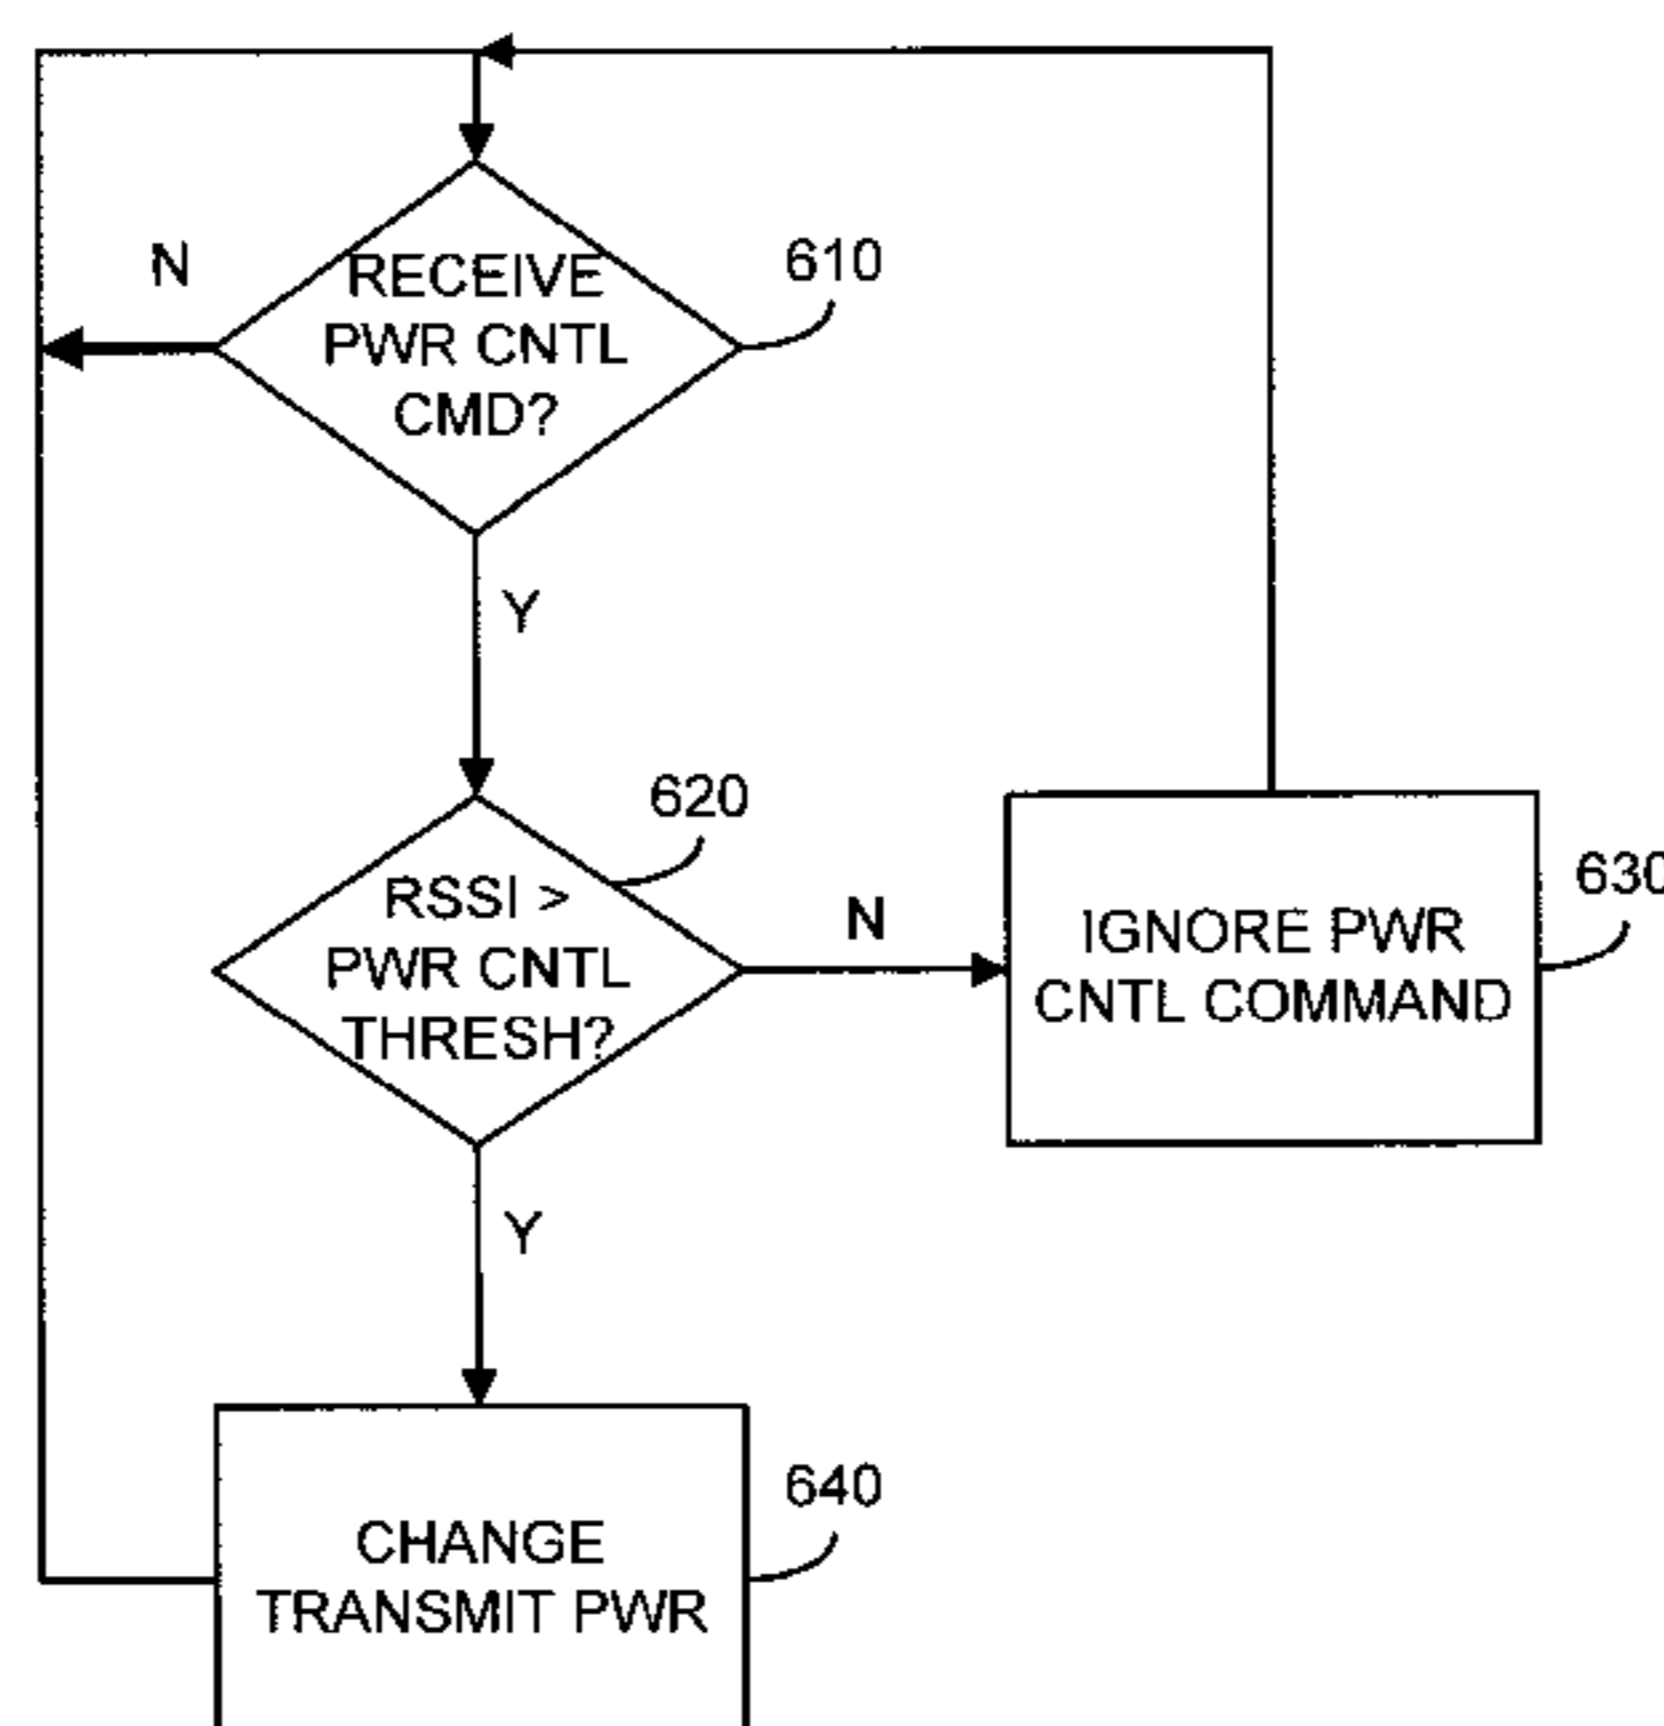 N
RECEIVE
PWR CNTL
CMD?
610
Y
620
RSSI >
PWR CNTL
THRESH?
N
IGNORE PWR
CNTL COMMAND
630
Y
640
CHANGE
TRANSMIT PWR